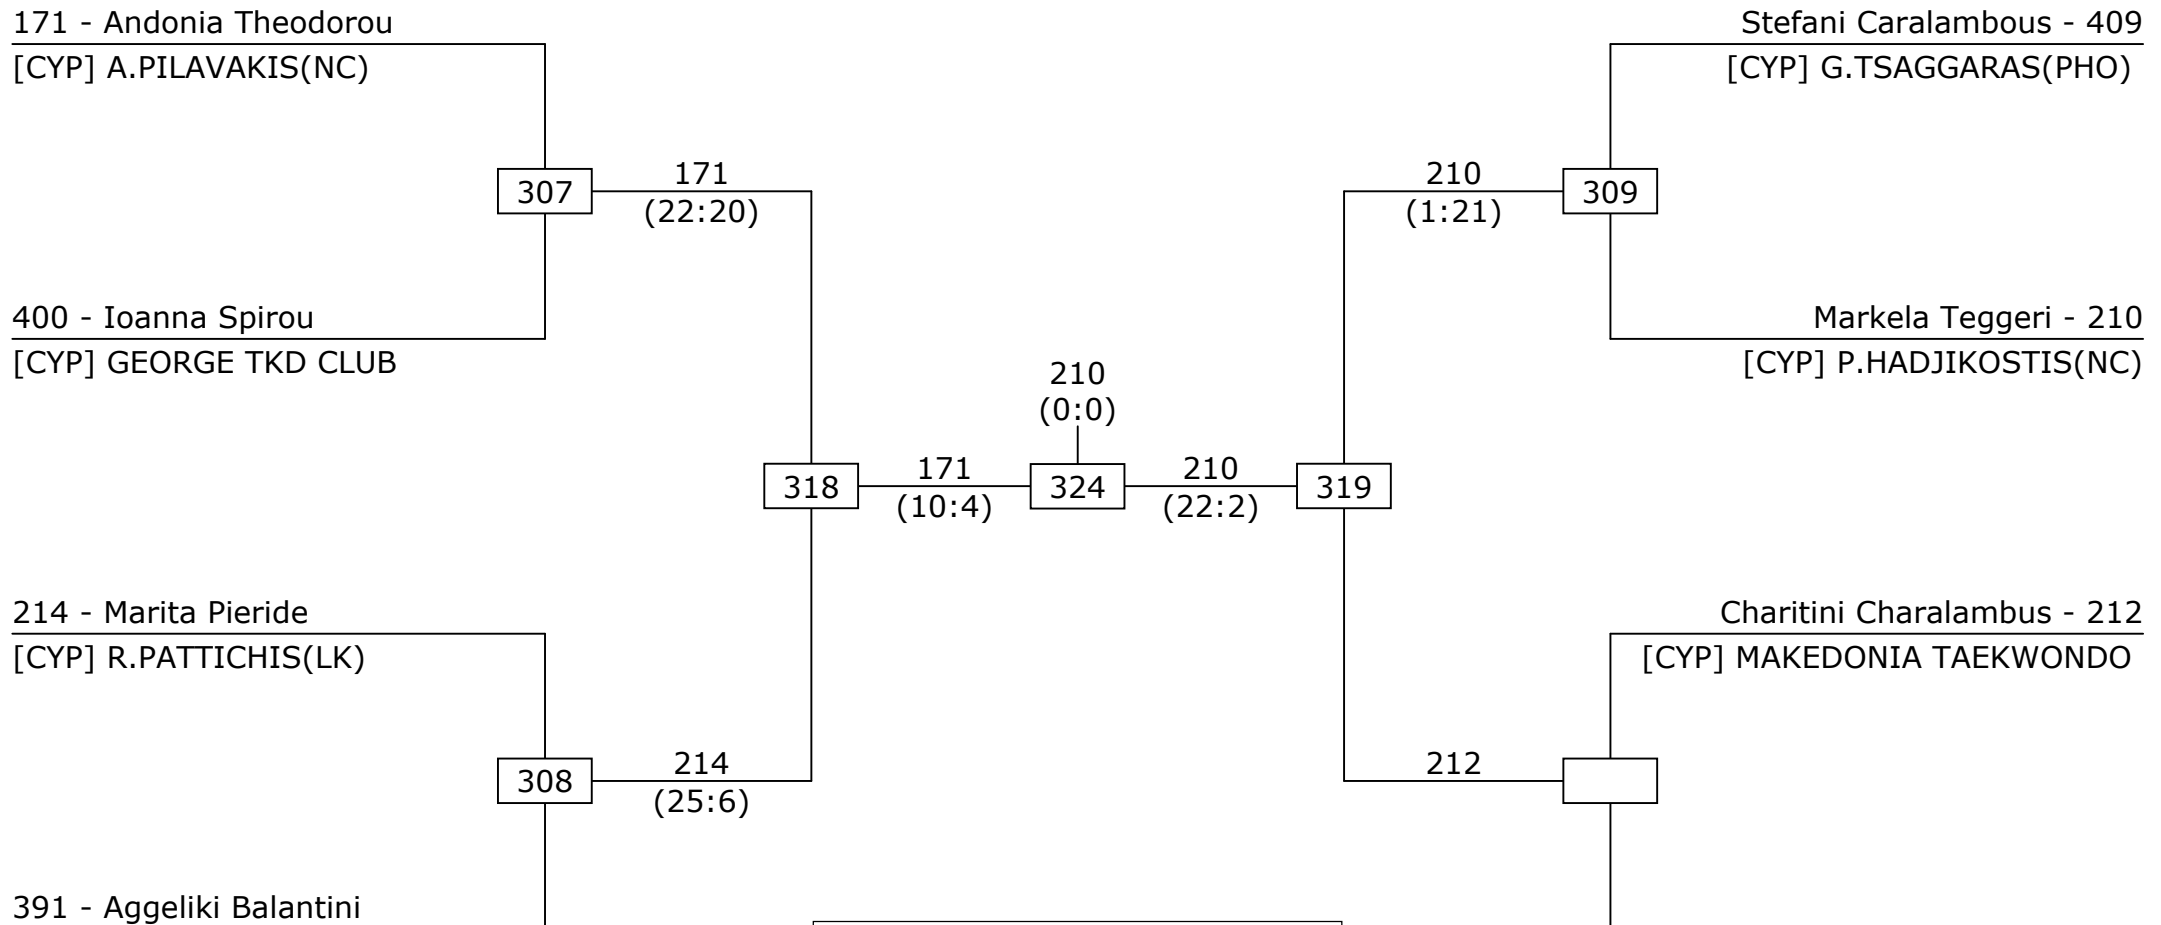 171 - Andonia Theodorou
[CYP] A.PILAVAKIS(NC)
Stefani Caralambous - 409
[CYP] G.TSAGGARAS(PHO)
307
171
(22:20)
210
(1:21)
309
400 - Ioanna Spirou
[CYP] GEORGE TKD CLUB
Markela Teggeri - 210
[CYP] P.HADJIKOSTIS(NC)
210
(0:0)
318
171
(10:4)
324
210
(22:2)
319
214 - Marita Pieride
[CYP] R.PATTICHIS(LK)
Charitini Charalambus - 212
[CYP] MAKEDONIA TAEKWONDO
308
214
(25:6)
212
391 - Aggeliki Balantini